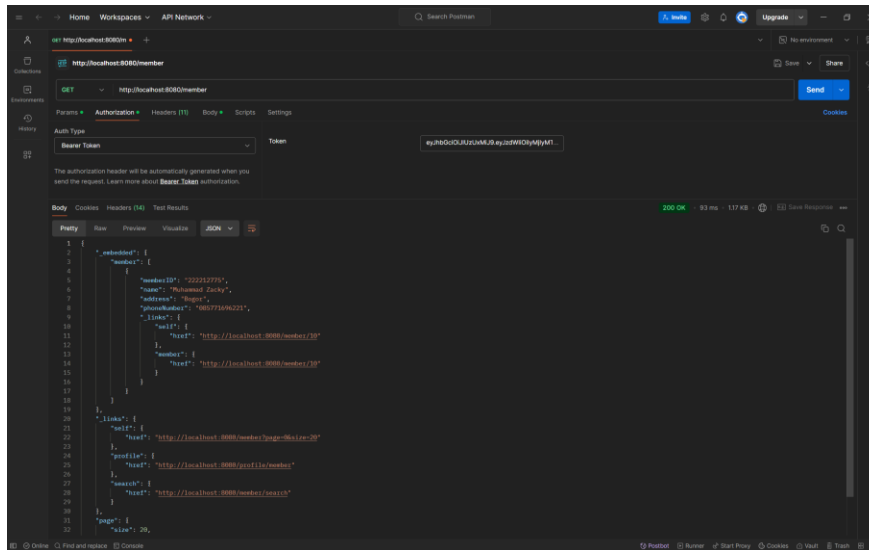 Home Workspaces API Network Search Postman Invite Upgrade
GET http://localhost:8080/m No environment
http://localhost:8080/member Save Share
GET http://localhost:8080/member Send
Params Authorization Headers (11) Body Scripts Settings Cookies
Collections
Environments
History
Auth Type
Bearer Token
Token
The authorization header will be automatically generated when you
send the request. Learn more about Bearer Token authorization.
Body Cookies Headers (14) Test Results 200 OK 93 ms 1.17 KB Save Response
Pretty Raw Preview Visualize JSON
1 {
2 "_embedded": {
3 "member": [
4 {
5 "memberID": "222212775",
6 "name": "Muhammad Zacky",
7 "address": "Bogor",
8 "phoneNumber": "085771696221",
9 "_links": {
10 "self": {
11 "href": "http://localhost:8080/member/10"
12 },
13 "member": {
14 "href": "http://localhost:8080/member/10"
15 }
16 }
17 }
18 ]
19 },
20 "_links": {
21 "self": {
22 "href": "http://localhost:8080/member?page=0&size=20"
23 },
24 "profile": {
25 "href": "http://localhost:8080/profile/member"
26 },
27 "search": {
28 "href": "http://localhost:8080/member/search"
29 }
30 },
31 "page": {
32 "size": 20,
Online Find and replace Console Postbot Runner Start Proxy Cookies Vault Trash